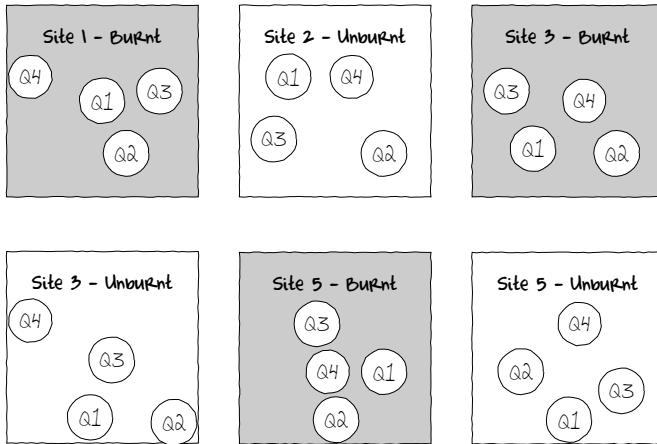 Site 1 - Burnt
Q4
Q1
Q3
Q2
Site 2 - Unburnt
Q1
Q4
Q3
Q2
Site 3 - Burnt
Q3
Q4
Q1
Q2
Site 3 - Unburnt
Q4
Q3
Q1
Q2
Site 5 - Burnt
Q3
Q4
Q1
Q2
Site 5 - Unburnt
Q4
Q2
Q3
Q1